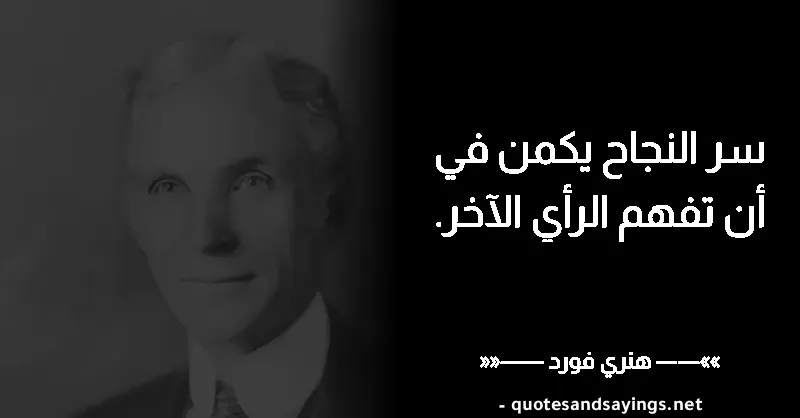 سر النجاح يكمن في
أن تفهم الرأي الآخر.
»»—— هنري فورد ——««
- quotesandsayings.net